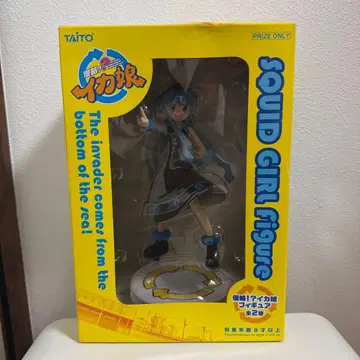 TAITO
PRIZE ONLY
侵略!?イカ娘
SQUID GIRL figure
The invader comes from the
bottom of the sea!
侵略!?イカ娘
フィギュア
全2種
対象年齢15才以上